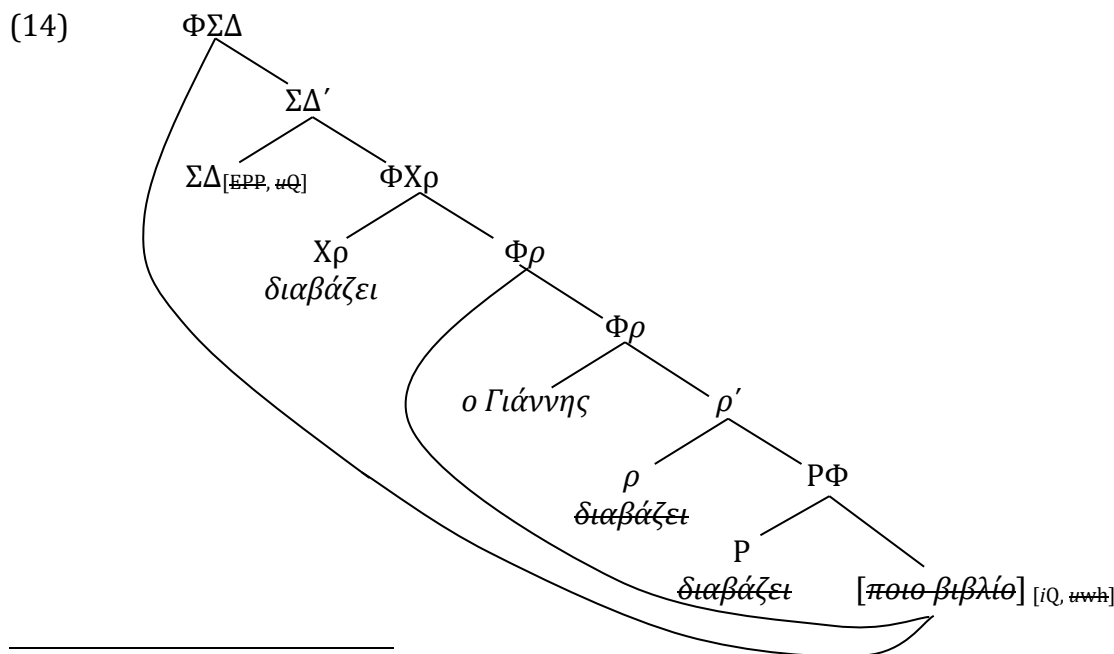 (14) ΦΣΔ
ΣΔ′
ΣΔ[EPP, uQ] ΦΧρ
Χρ Φρ
διαβάζει
Φρ
ο Γιάννης ρ′
ρ ΡΦ
διαβάζει
Ρ
διαβάζει [ποιο βιβλίο] [iQ, uwh]